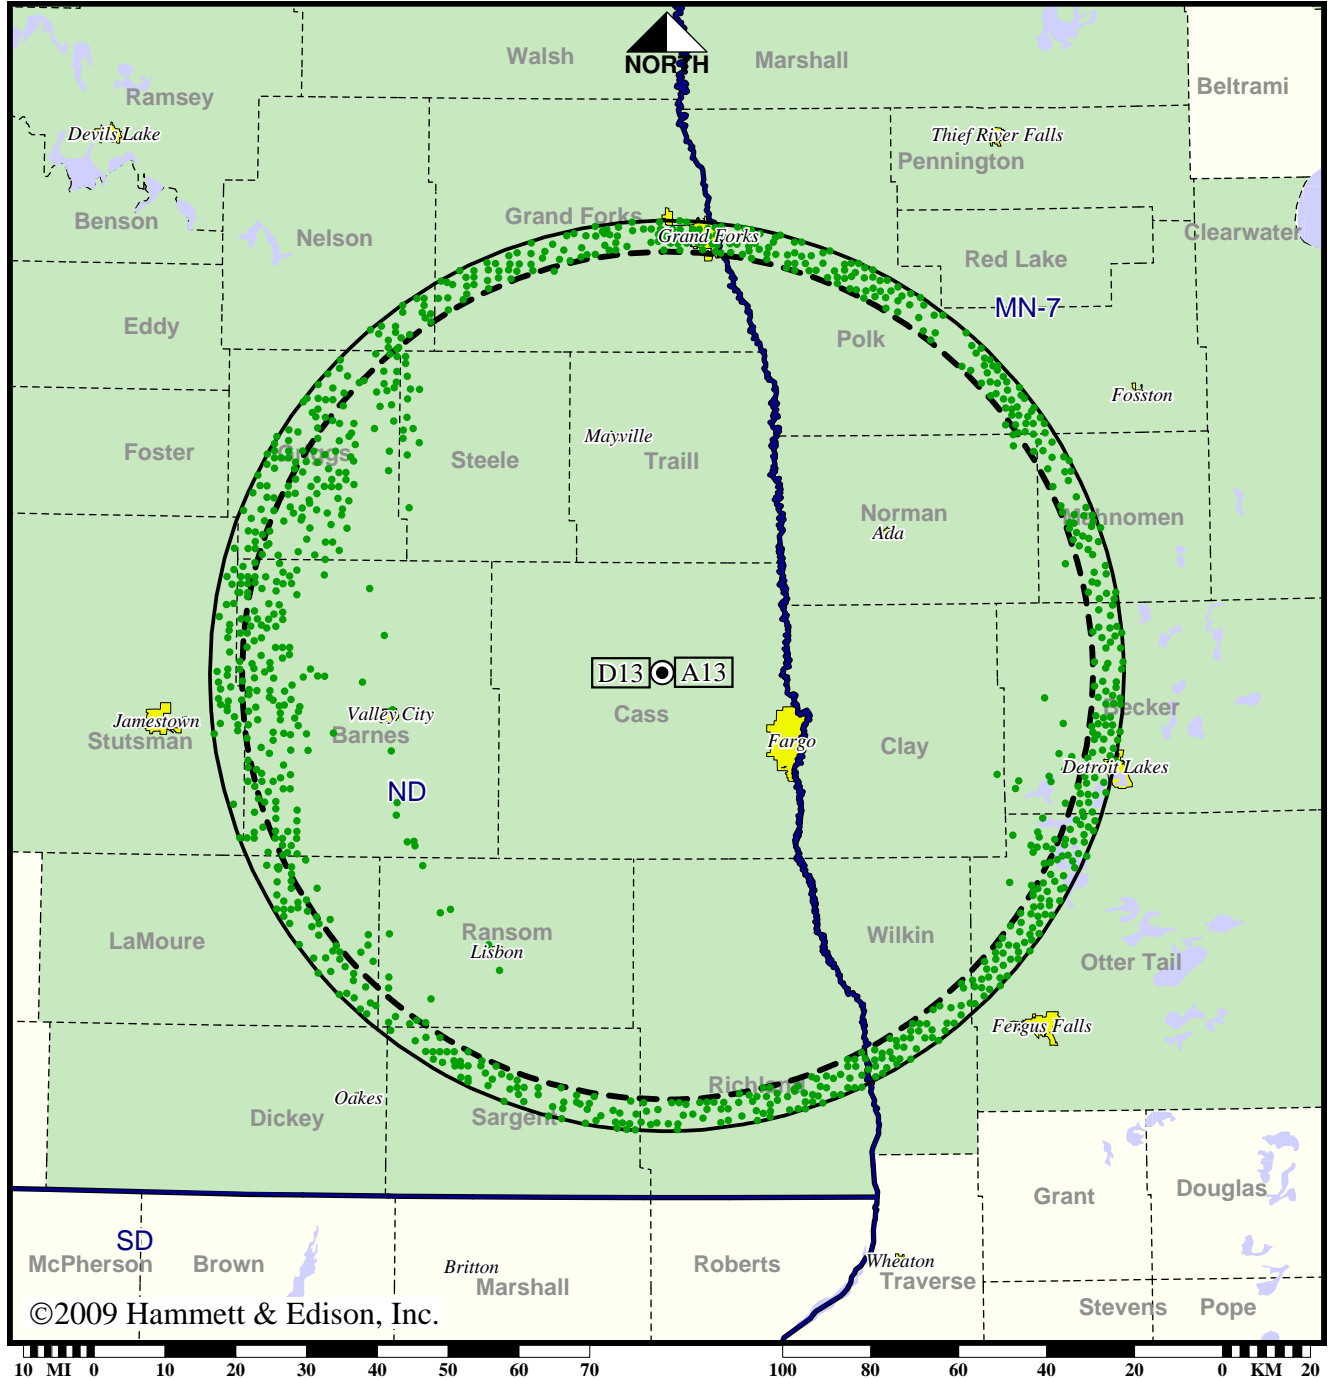 Walsh
Marshall
NORTH
Beltrami
Ramsey
Devils Lake
Thief River Falls
Pennington
Benson
Grand Forks
Nelson
Grand Forks
Clearwater
Red Lake
MN-7
Eddy
Polk
Fosston
Mayville
Foster
Griggs
Steele
Traill
Norman
Mahnomen
Ada
D13
A13
Cass
Becker
Valley City
Jamestown
Barnes
Stutsman
Fargo
Clay
Detroit Lakes
ND
Ransom
Wilkin
LaMoure
Lisbon
Otter Tail
Fergus Falls
Richland
Oakes
Dickey
Sargent
Grant
Douglas
SD
McPherson
Brown
Britton
Marshall
Roberts
Wheaton
Traverse
Stevens
Pope
©2009 Hammett & Edison, Inc.
10 MI 0 10 20 30 40 50 60 70 100 80 60 40 20 0 KM 20